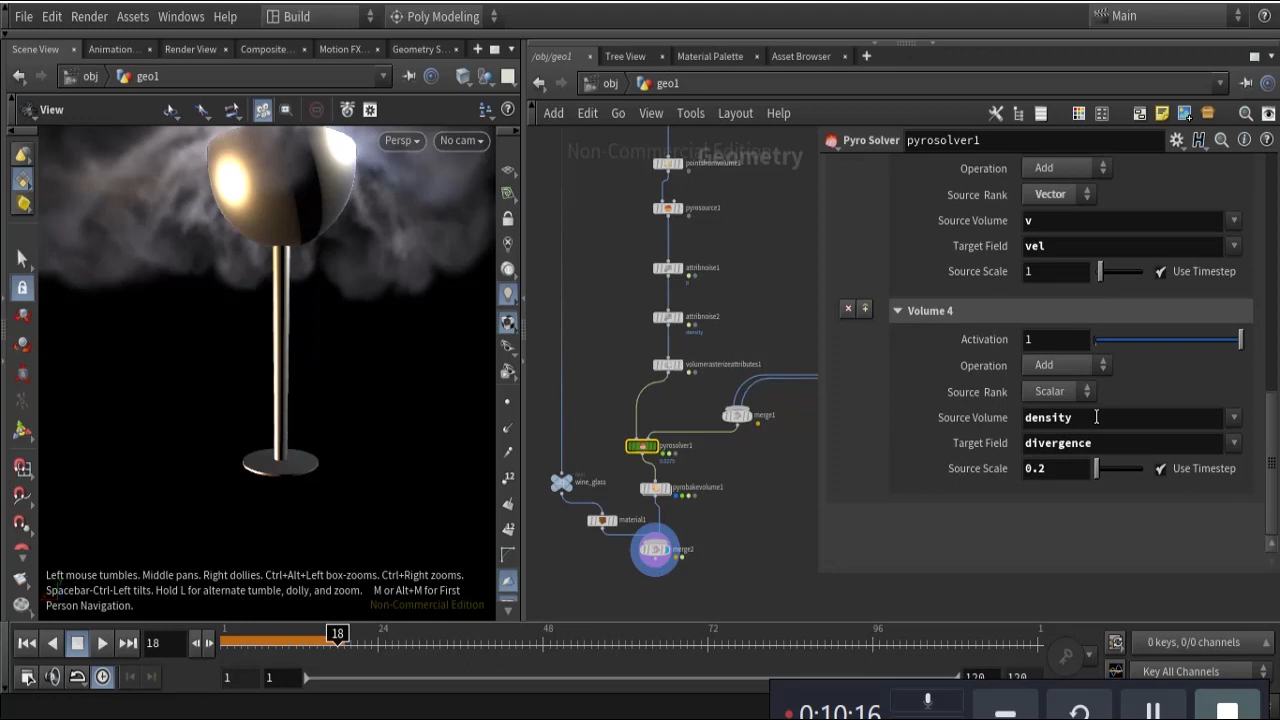 File Edit Render Assets Windows Help Build Poly Modeling Main
Scene View Animation... Render View Composite... Motion FX... Geometry S...
/obj/geo1 Tree View Material Palette Asset Browser
obj geo1
obj geo1
View
Add Edit Go View Tools Layout Help
Persp No cam
Non-Commercial Edition
Geometry
pyrosource1
attribnoise1
attribnoise2
density
volumerasterizeattributes1
merge1
pyrosolver1
wine_glass
pyrobakevolume1
material1
merge2
Pyro Solver pyrosolver1
Operation Add
Source Rank Vector
Source Volume v
Target Field vel
Source Scale 1 Use Timestep
Volume 4
Activation 1
Operation Add
Source Rank Scalar
Source Volume density
Target Field divergence
Source Scale 0.2 Use Timestep
Left mouse tumbles. Middle pans. Right dollies. Ctrl+Alt+Left box-zooms. Ctrl+Right zooms.
Spacebar-Ctrl-Left tilts. Hold L for alternate tumble, dolly, and zoom. M or Alt+M for First
Person Navigation.
Non-Commercial Edition
18
1 18 24 48 72 96 1
0 keys, 0/0 channels
1 1 120 120
Key All Channels
0:10:16